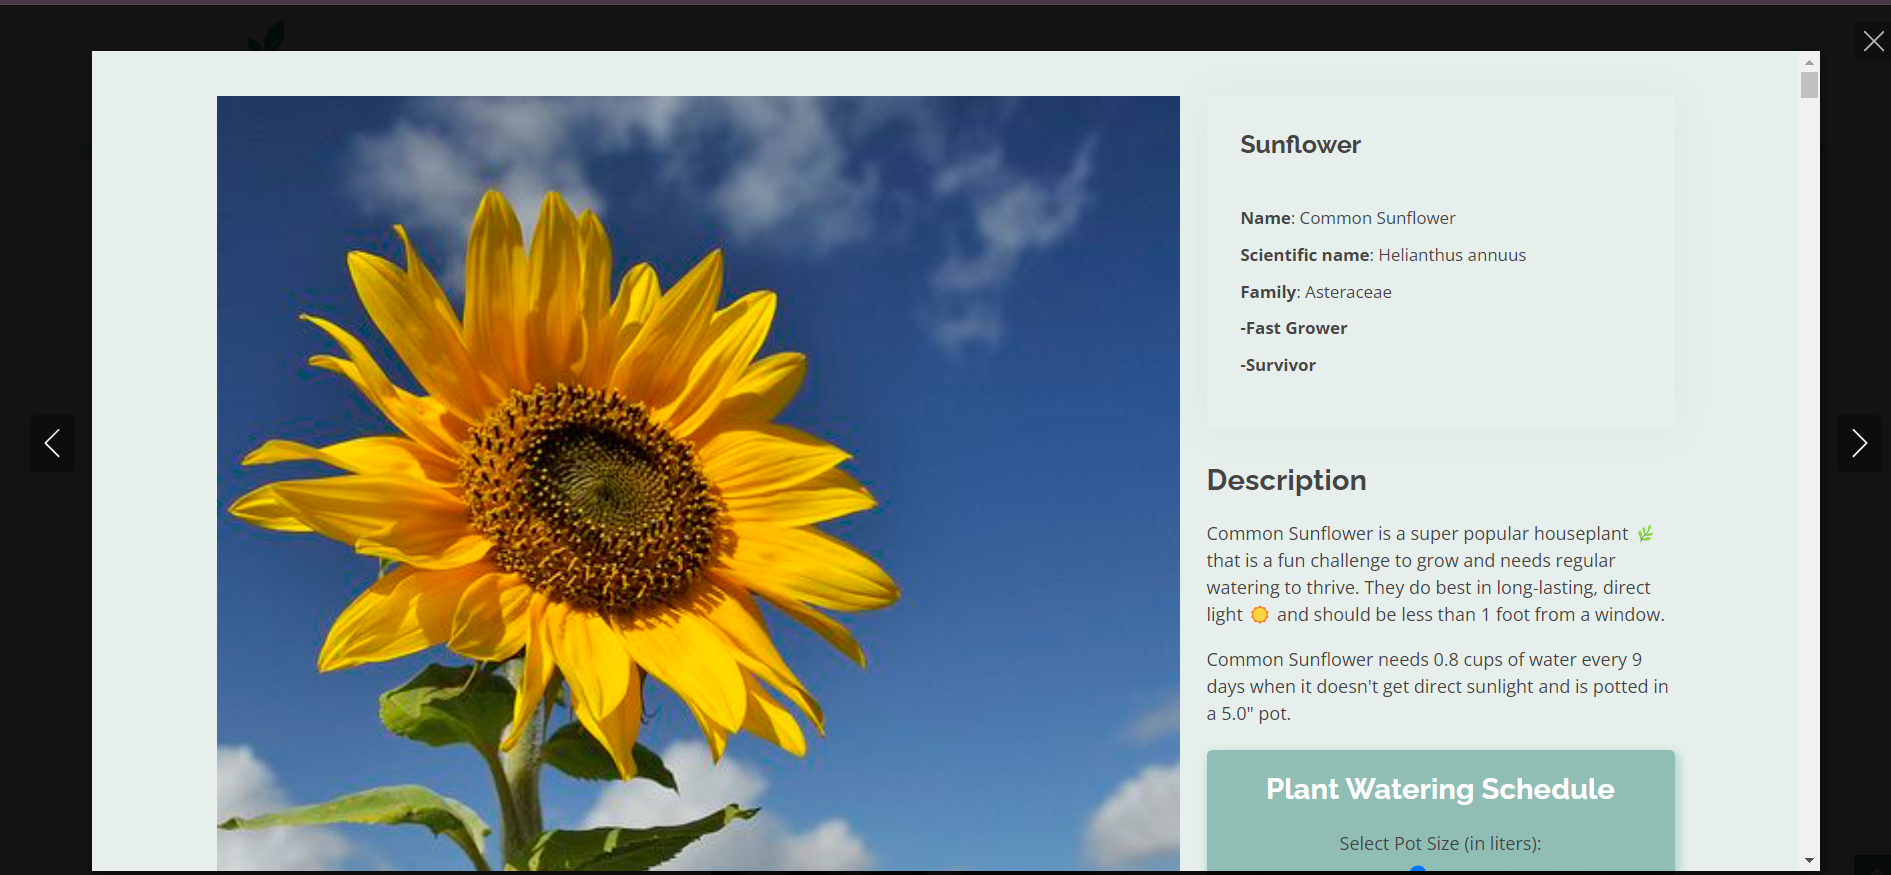 Sunflower
Name: Common Sunflower
Scientific name: Helianthus annuus
Family: Asteraceae
-Fast Grower
-Survivor
Description
Common Sunflower is a super popular houseplant 🌿
that is a fun challenge to grow and needs regular
watering to thrive. They do best in long-lasting, direct
light ☀️ and should be less than 1 foot from a window.
Common Sunflower needs 0.8 cups of water every 9
days when it doesn't get direct sunlight and is potted in
a 5.0" pot.
Plant Watering Schedule
Select Pot Size (in liters):